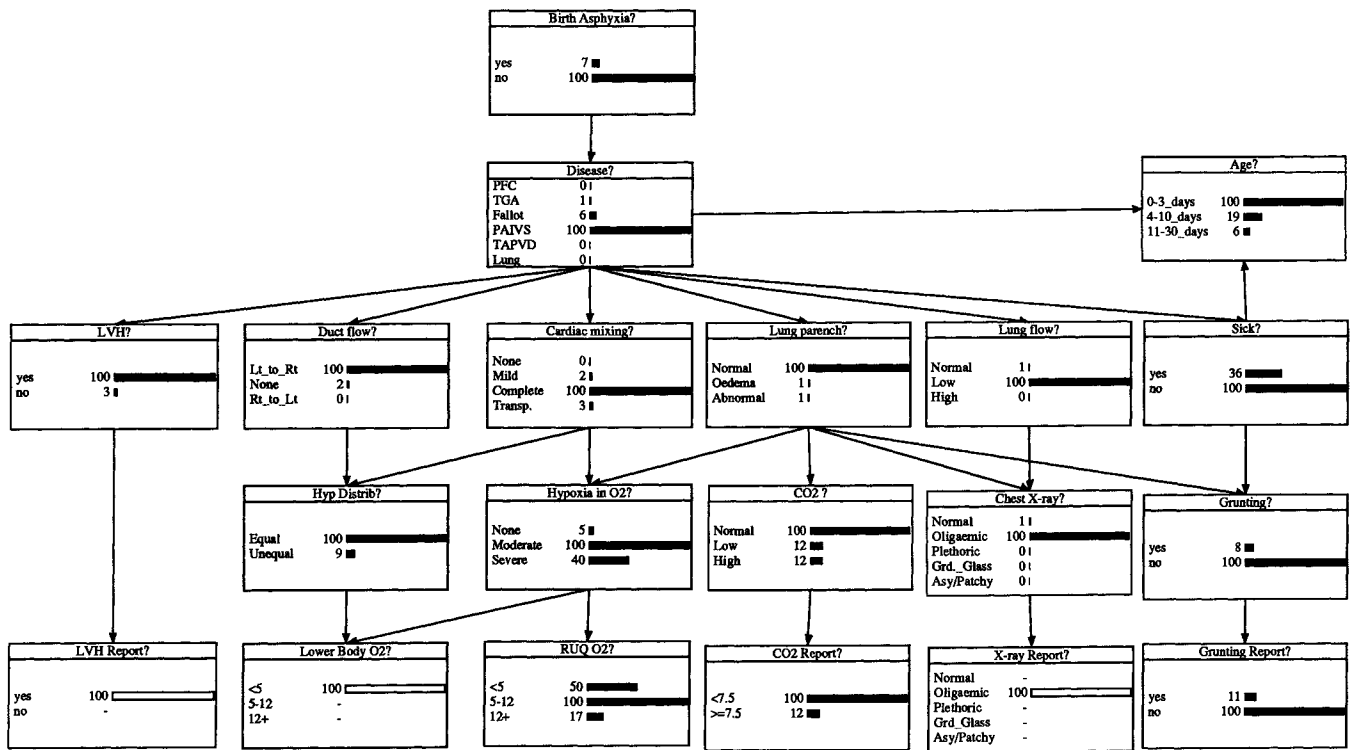 Birth Asphyxia?
yes 7
no 100
Disease?
PFC 0
TGA 1
Fallot 6
PAIVS 100
TAPVD 0
Lung 0
Age?
0-3_days 100
4-10_days 19
11-30_days 6
LVH?
yes 100
no 3
Duct flow?
Lt_to_Rt 100
None 2
Rt_to_Lt 0
Cardiac mixing?
None 0
Mild 2
Complete 100
Transp. 3
Lung parench?
Normal 100
Oedema 1
Abnormal 1
Lung flow?
Normal 1
Low 100
High 0
Sick?
yes 36
no 100
Hyp Distrib?
Equal 100
Unequal 9
Hypoxia in O2?
None 5
Moderate 100
Severe 40
CO2 ?
Normal 100
Low 12
High 12
Chest X-ray?
Normal 1
Oligaemic 100
Plethoric 0
Grd._Glass 0
Asy/Patchy 0
Grunting?
yes 8
no 100
LVH Report?
yes 100
no -
Lower Body O2?
<5 100
5-12 -
12+ -
RUQ O2?
<5 50
5-12 100
12+ 17
CO2 Report?
<7.5 100
>=7.5 12
X-ray Report?
Normal -
Oligaemic 100
Plethoric -
Grd_Glass -
Asy/Patchy -
Grunting Report?
yes 11
no 100